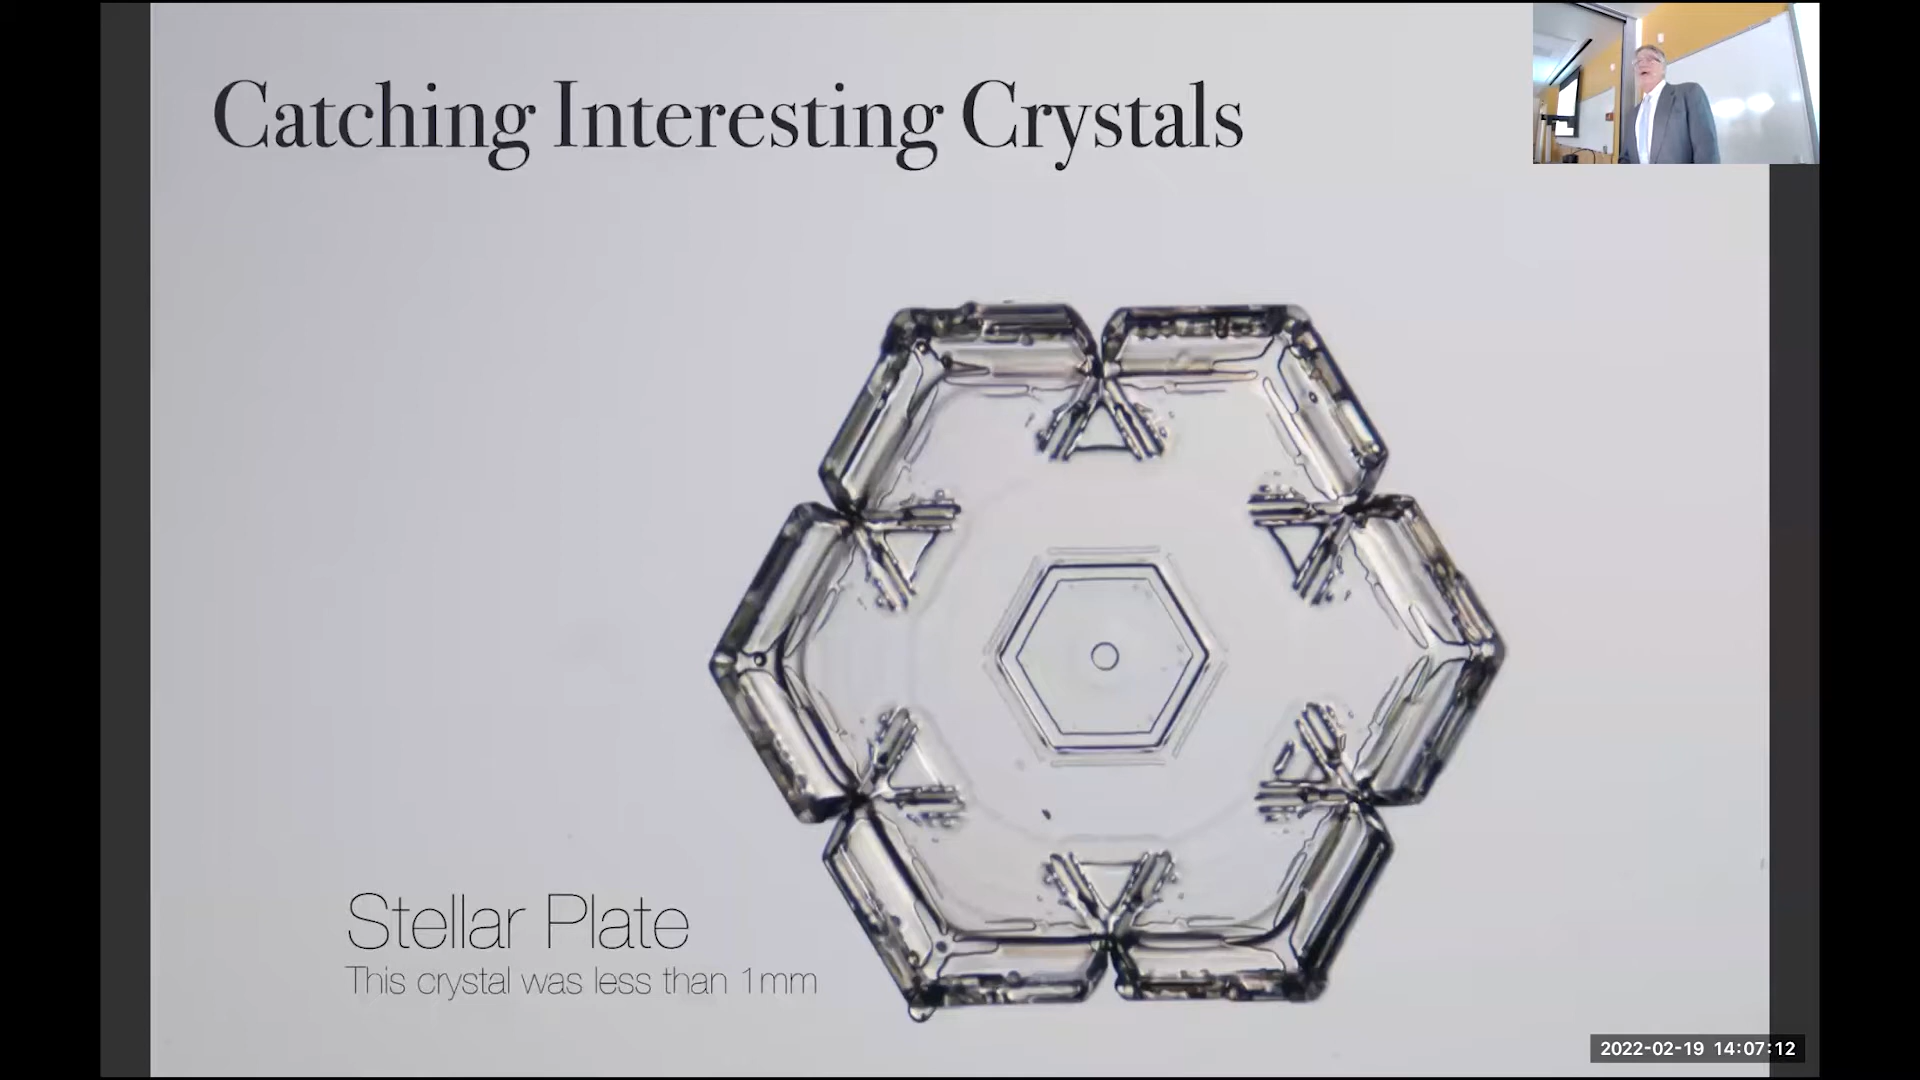 Catching Interesting Crystals
Stellar Plate
This crystal was less than 1mm
2022-02-19 14:07:12